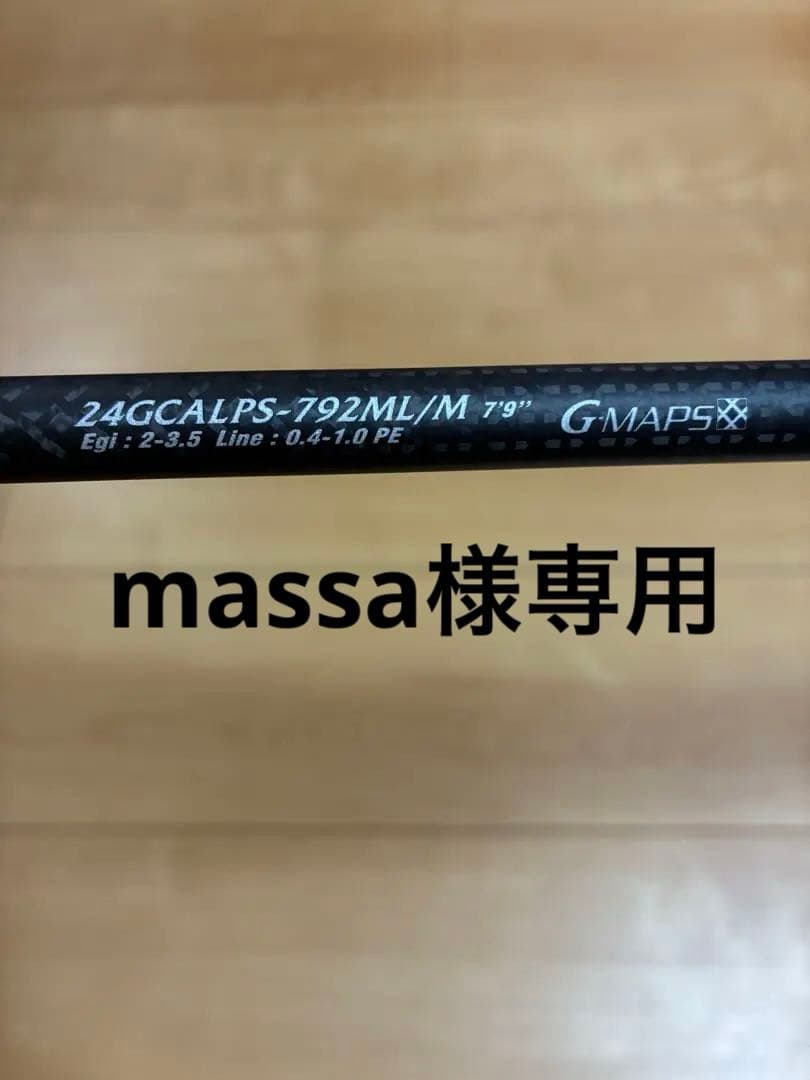 24GCALPS-792ML/M 7'9" G-MAPS
Egi : 2-3.5 Line : 0.4-1.0 PE
massa様専用